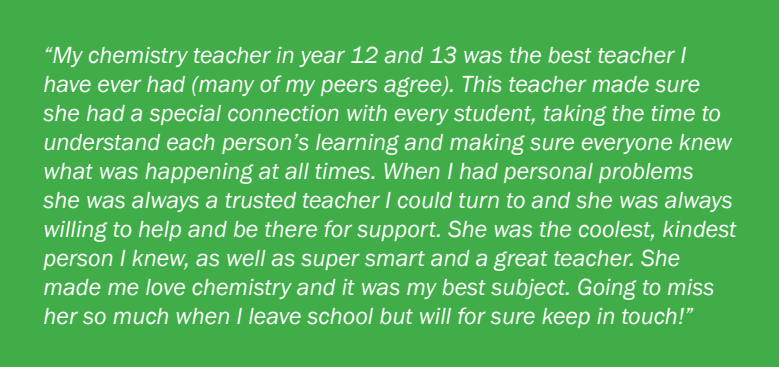 “My chemistry teacher in year 12 and 13 was the best teacher I
have ever had (many of my peers agree). This teacher made sure
she had a special connection with every student, taking the time to
understand each person’s learning and making sure everyone knew
what was happening at all times. When I had personal problems
she was always a trusted teacher I could turn to and she was always
willing to help and be there for support. She was the coolest, kindest
person I knew, as well as super smart and a great teacher. She
made me love chemistry and it was my best subject. Going to miss
her so much when I leave school but will for sure keep in touch!”